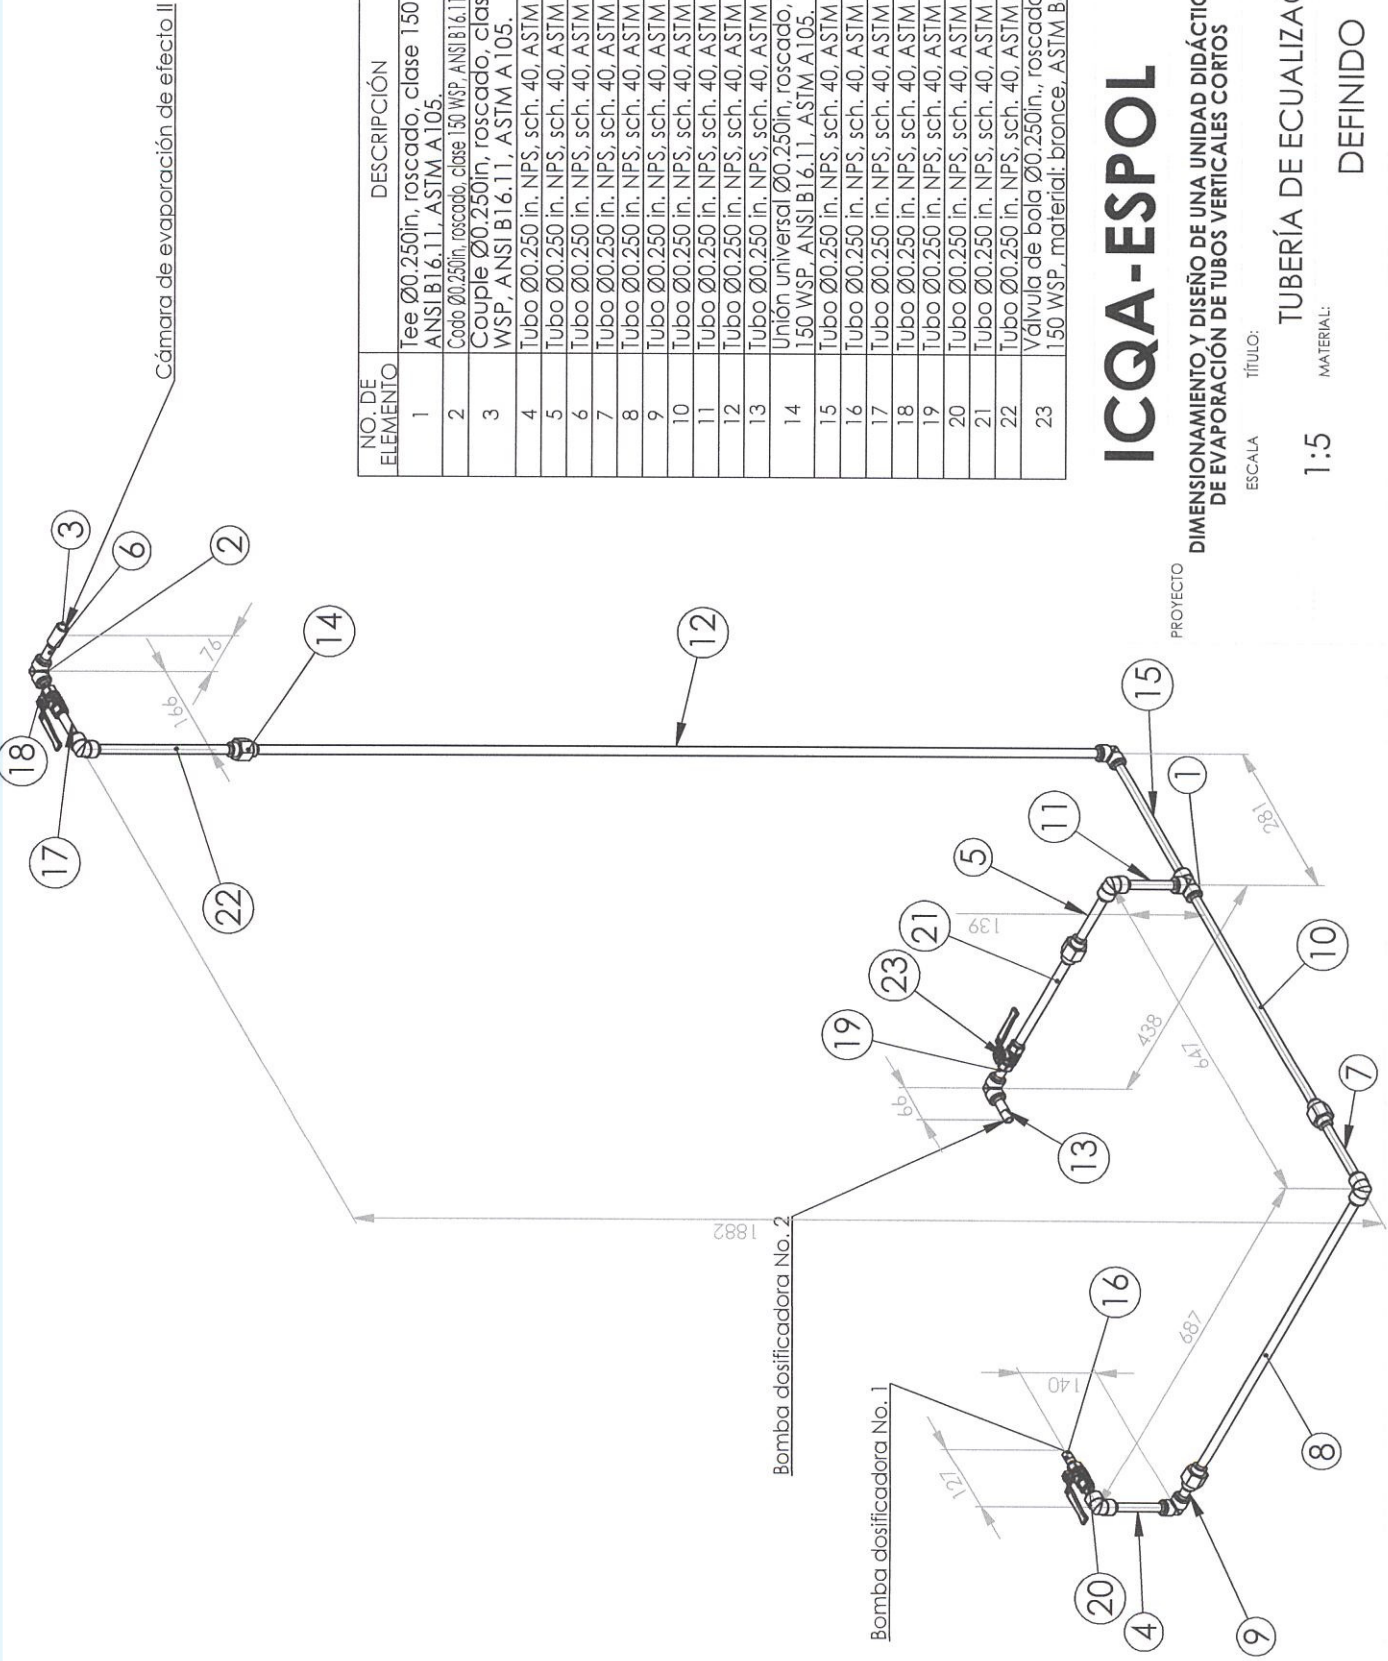 Cámara de evaporación de efecto II
18
17
22
3
6
2
14
76
166
12
15
1
11
5
21
23
19
13
10
7
281
139
438
647
66
1882
Bomba dosificadora No. 2
Bomba dosificadora No. 1
16
140
127
687
20
4
9
8
NO. DE ELEMENTO DESCRIPCIÓN
1 Tee Ø0.250in, roscado, clase 150
ANSI B16.11, ASTM A105.
2 Codo Ø0.250in, roscado, clase 150 WSP, ANSI B16.11
3 Couple Ø0.250in, roscado, clas
WSP, ANSI B16.11, ASTM A105.
4 Tubo Ø0.250 in. NPS, sch. 40, ASTM
5 Tubo Ø0.250 in. NPS, sch. 40, ASTM
6 Tubo Ø0.250 in. NPS, sch. 40, ASTM
7 Tubo Ø0.250 in. NPS, sch. 40, ASTM
8 Tubo Ø0.250 in. NPS, sch. 40, ASTM
9 Tubo Ø0.250 in. NPS, sch. 40, ASTM
10 Tubo Ø0.250 in. NPS, sch. 40, ASTM
11 Tubo Ø0.250 in. NPS, sch. 40, ASTM
12 Tubo Ø0.250 in. NPS, sch. 40, ASTM
13 Tubo Ø0.250 in. NPS, sch. 40, ASTM
14 Unión universal Ø0.250in, roscado,
150 WSP, ANSI B16.11, ASTM A105.
15 Tubo Ø0.250 in. NPS, sch. 40, ASTM
16 Tubo Ø0.250 in. NPS, sch. 40, ASTM
17 Tubo Ø0.250 in. NPS, sch. 40, ASTM
18 Tubo Ø0.250 in. NPS, sch. 40, ASTM
19 Tubo Ø0.250 in. NPS, sch. 40, ASTM
20 Tubo Ø0.250 in. NPS, sch. 40, ASTM
21 Tubo Ø0.250 in. NPS, sch. 40, ASTM
22 Tubo Ø0.250 in. NPS, sch. 40, ASTM
23 Válvula de bola Ø0.250in., roscado
150 WSP, material: bronce, ASTM B
ICQA-ESPOL
PROYECTO
DIMENSIONAMIENTO Y DISEÑO DE UNA UNIDAD DIDÁCTIC
DE EVAPORACIÓN DE TUBOS VERTICALES CORTOS
ESCALA
1:5
TÍTULO:
TUBERÍA DE ECUALIZAC
MATERIAL:
DEFINIDO